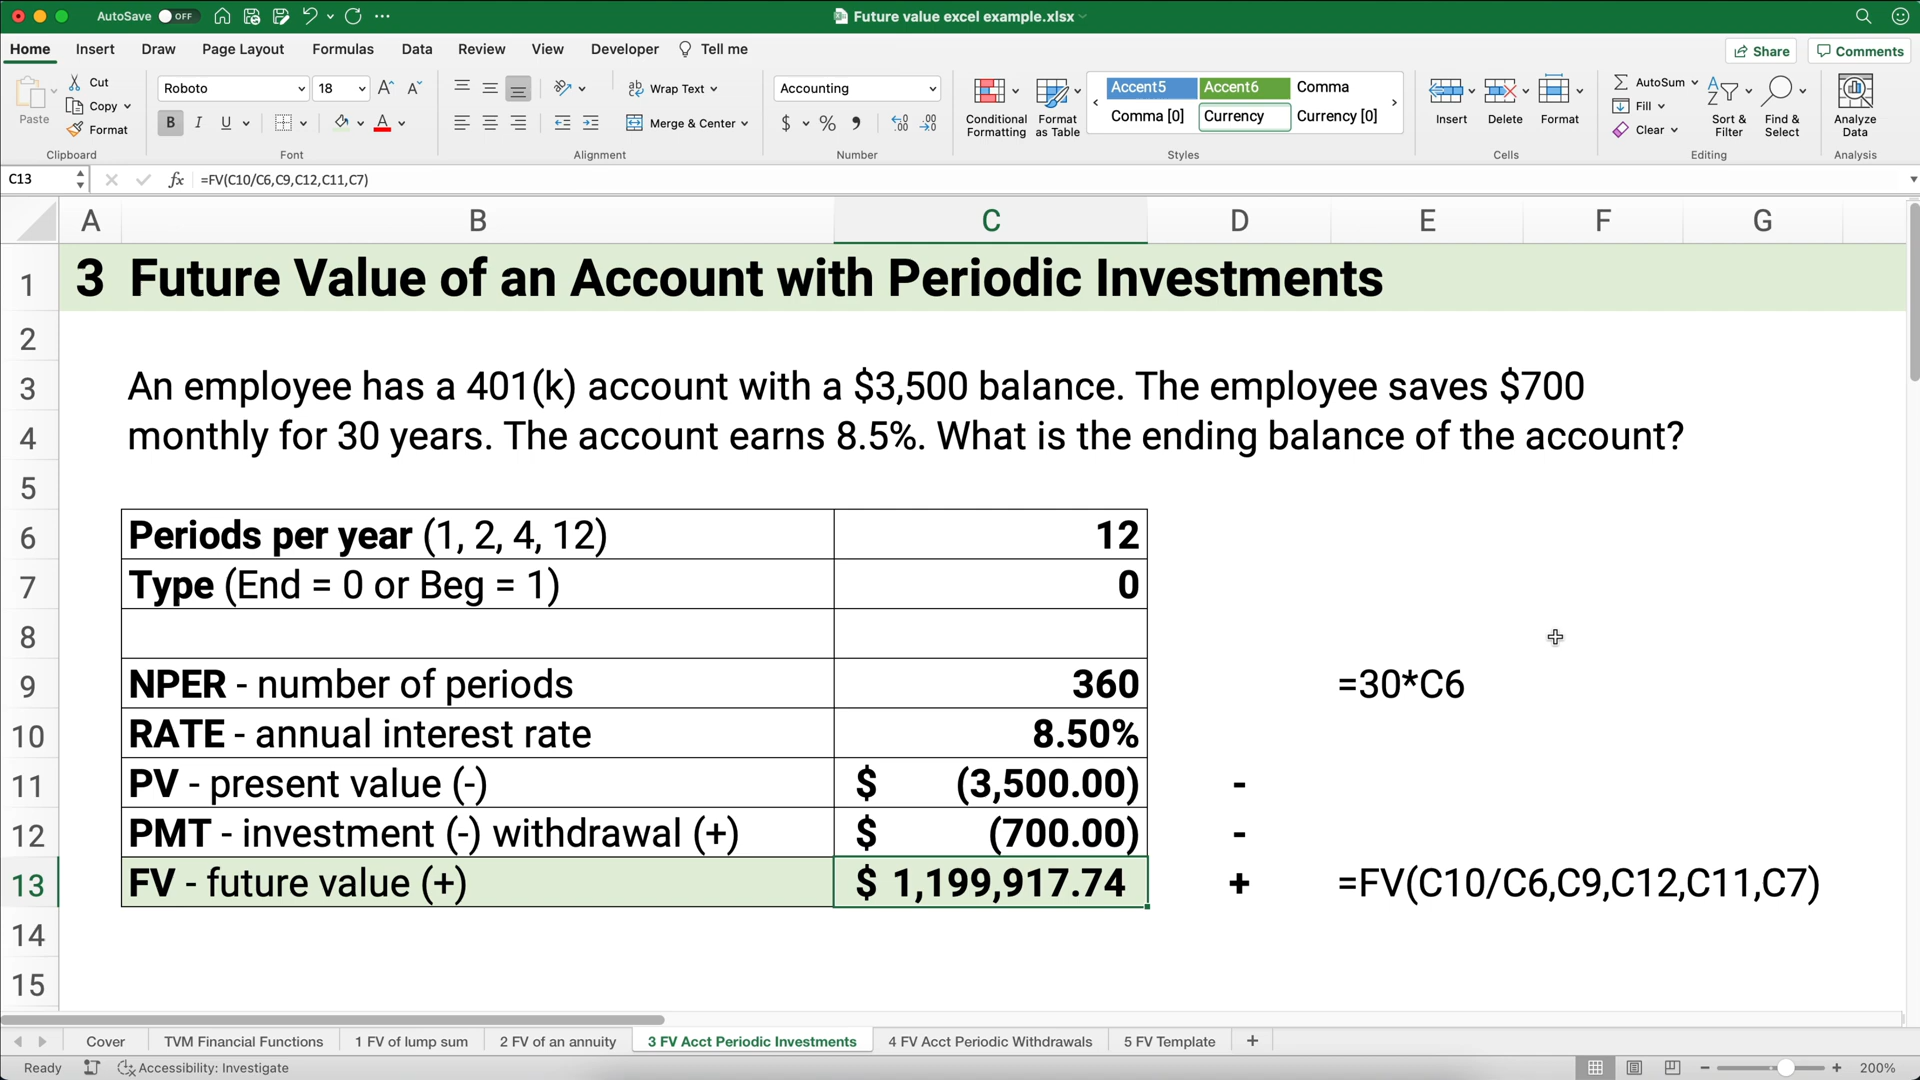 AutoSave OFF
Future value excel example.xlsx
Home Insert Draw Page Layout Formulas Data Review View Developer Tell me
Share Comments
Paste
Cut
Copy
Format
Clipboard
Roboto 18
B I U A
Font
Wrap Text
Merge & Center
Alignment
Accounting
$ % ,
Number
Conditional Formatting
Format as Table
Accent5 Accent6 Comma
Comma [0] Currency Currency [0]
Styles
Insert Delete Format
Cells
AutoSum
Fill
Clear
Sort & Filter
Find & Select
Editing
Analyze Data
Analysis
C13 fx =FV(C10/C6,C9,C12,C11,C7)
A B C D E F G
1 3 Future Value of an Account with Periodic Investments
2
3 An employee has a 401(k) account with a $3,500 balance. The employee saves $700
4 monthly for 30 years. The account earns 8.5%. What is the ending balance of the account?
5
6 Periods per year (1, 2, 4, 12) 12
7 Type (End = 0 or Beg = 1) 0
8
9 NPER - number of periods 360 =30*C6
10 RATE - annual interest rate 8.50%
11 PV - present value (-) $ (3,500.00) -
12 PMT - investment (-) withdrawal (+) $ (700.00) -
13 FV - future value (+) $ 1,199,917.74 + =FV(C10/C6,C9,C12,C11,C7)
14
15
Cover TVM Financial Functions 1 FV of lump sum 2 FV of an annuity 3 FV Acct Periodic Investments 4 FV Acct Periodic Withdrawals 5 FV Template +
Ready Accessibility: Investigate 200%